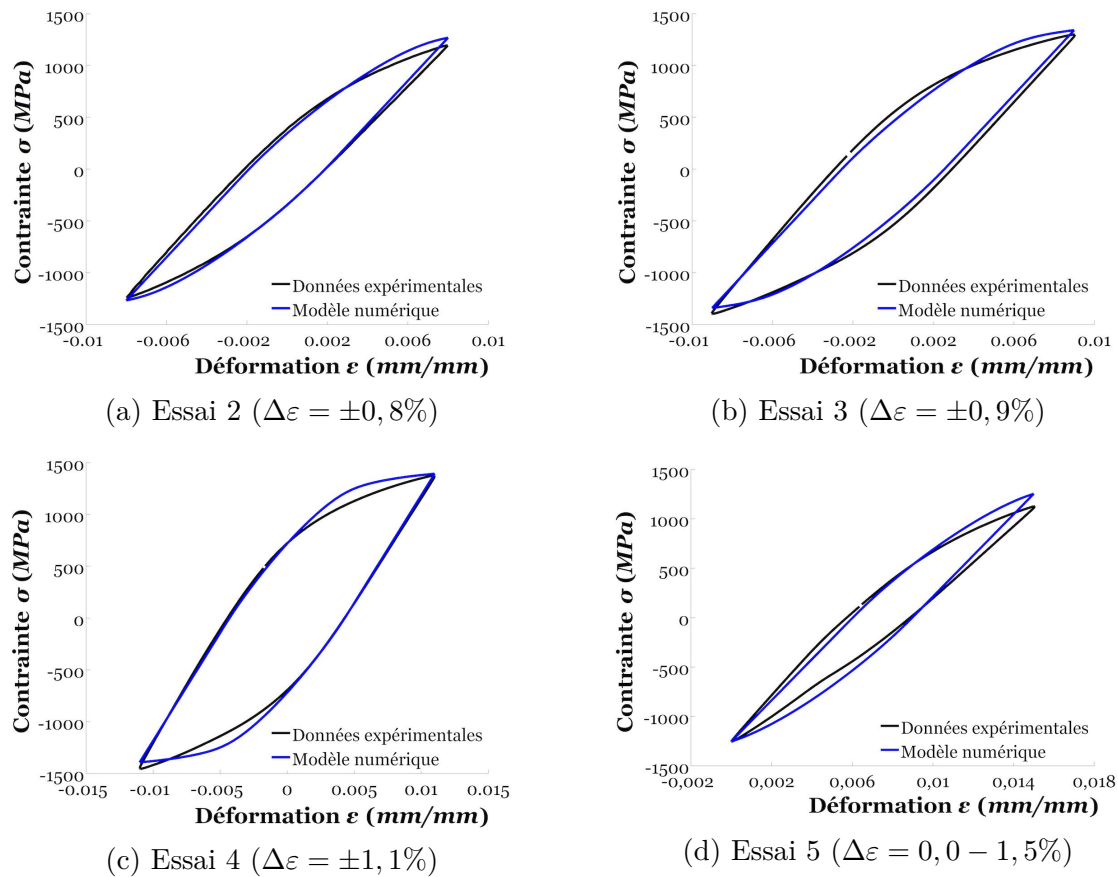 1500
1000
500
0
-500
-1000
-1500
-0.01
-0.006
-0.002
0.002
0.006
0.01
Contrainte σ (MPa)
Déformation ε (mm/mm)
Données expérimentales
Modèle numérique
(a) Essai 2 (Δε = ±0, 8%)
1500
1000
500
0
-500
-1000
-1500
-0.01
-0.006
-0.002
0.002
0.006
0.01
Contrainte σ (MPa)
Déformation ε (mm/mm)
Données expérimentales
Modèle numérique
(b) Essai 3 (Δε = ±0, 9%)
1500
1000
500
0
-500
-1000
-1500
-0.015
-0.01
-0.005
0
0.005
0.01
0.015
Contrainte σ (MPa)
Déformation ε (mm/mm)
Données expérimentales
Modèle numérique
(c) Essai 4 (Δε = ±1, 1%)
1500
1000
500
0
-500
-1000
-1500
-0,002
0,002
0,006
0,01
0,014
0,018
Contrainte σ (MPa)
Déformation ε (mm/mm)
Données expérimentales
Modèle numérique
(d) Essai 5 (Δε = 0, 0 − 1, 5%)